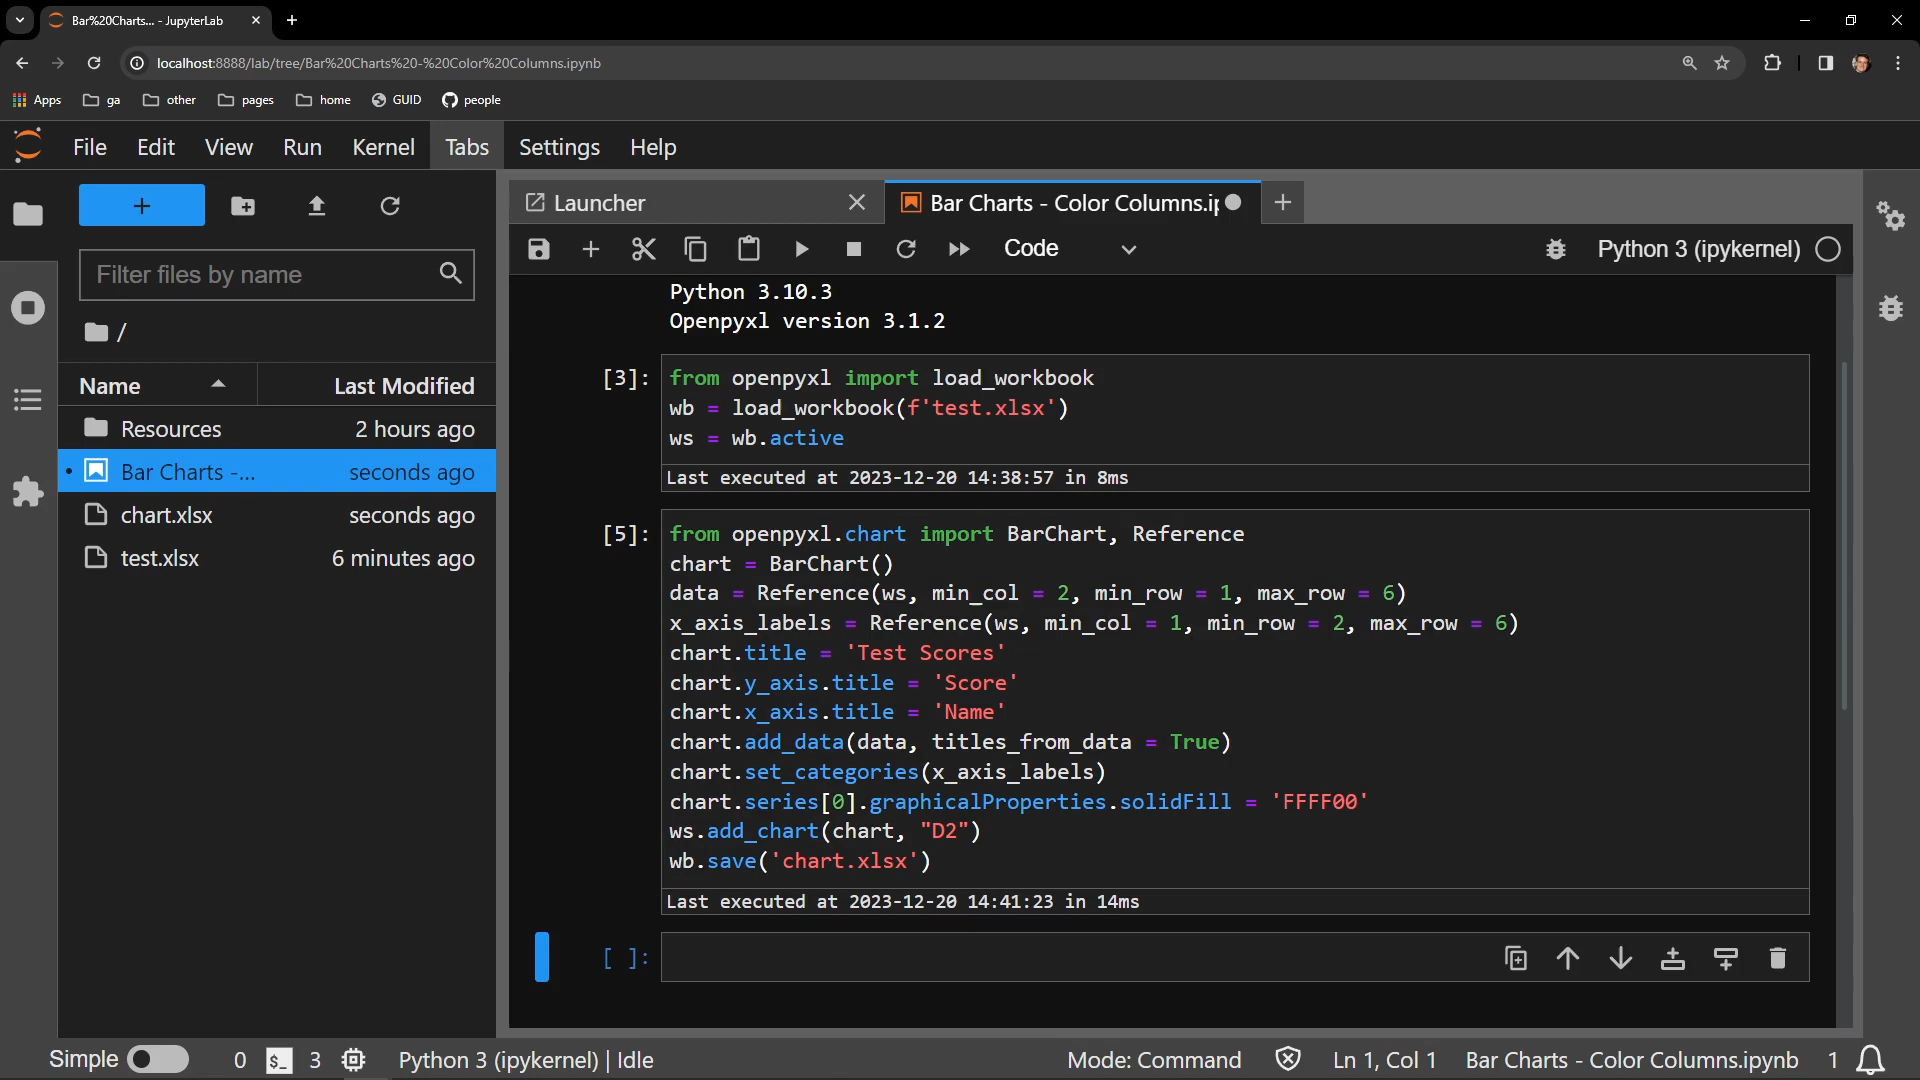 Bar%20Charts... - JupyterLab
localhost:8888/lab/tree/Bar%20Charts%20-%20Color%20Columns.ipynb
Apps ga other pages home GUID people
File Edit View Run Kernel Tabs Settings Help
Launcher
Bar Charts - Color Columns.ip
Code
Python 3 (ipykernel)
Filter files by name
/
Name Last Modified
Resources 2 hours ago
Bar Charts -... seconds ago
chart.xlsx seconds ago
test.xlsx 6 minutes ago
Python 3.10.3
Openpyxl version 3.1.2
[3]: from openpyxl import load_workbook
wb = load_workbook(f'test.xlsx')
ws = wb.active
Last executed at 2023-12-20 14:38:57 in 8ms
[5]: from openpyxl.chart import BarChart, Reference
chart = BarChart()
data = Reference(ws, min_col = 2, min_row = 1, max_row = 6)
x_axis_labels = Reference(ws, min_col = 1, min_row = 2, max_row = 6)
chart.title = 'Test Scores'
chart.y_axis.title = 'Score'
chart.x_axis.title = 'Name'
chart.add_data(data, titles_from_data = True)
chart.set_categories(x_axis_labels)
chart.series[0].graphicalProperties.solidFill = 'FFFF00'
ws.add_chart(chart, "D2")
wb.save('chart.xlsx')
Last executed at 2023-12-20 14:41:23 in 14ms
[ ]:
Simple 0 $_ 3 Python 3 (ipykernel) | Idle Mode: Command Ln 1, Col 1 Bar Charts - Color Columns.ipynb 1